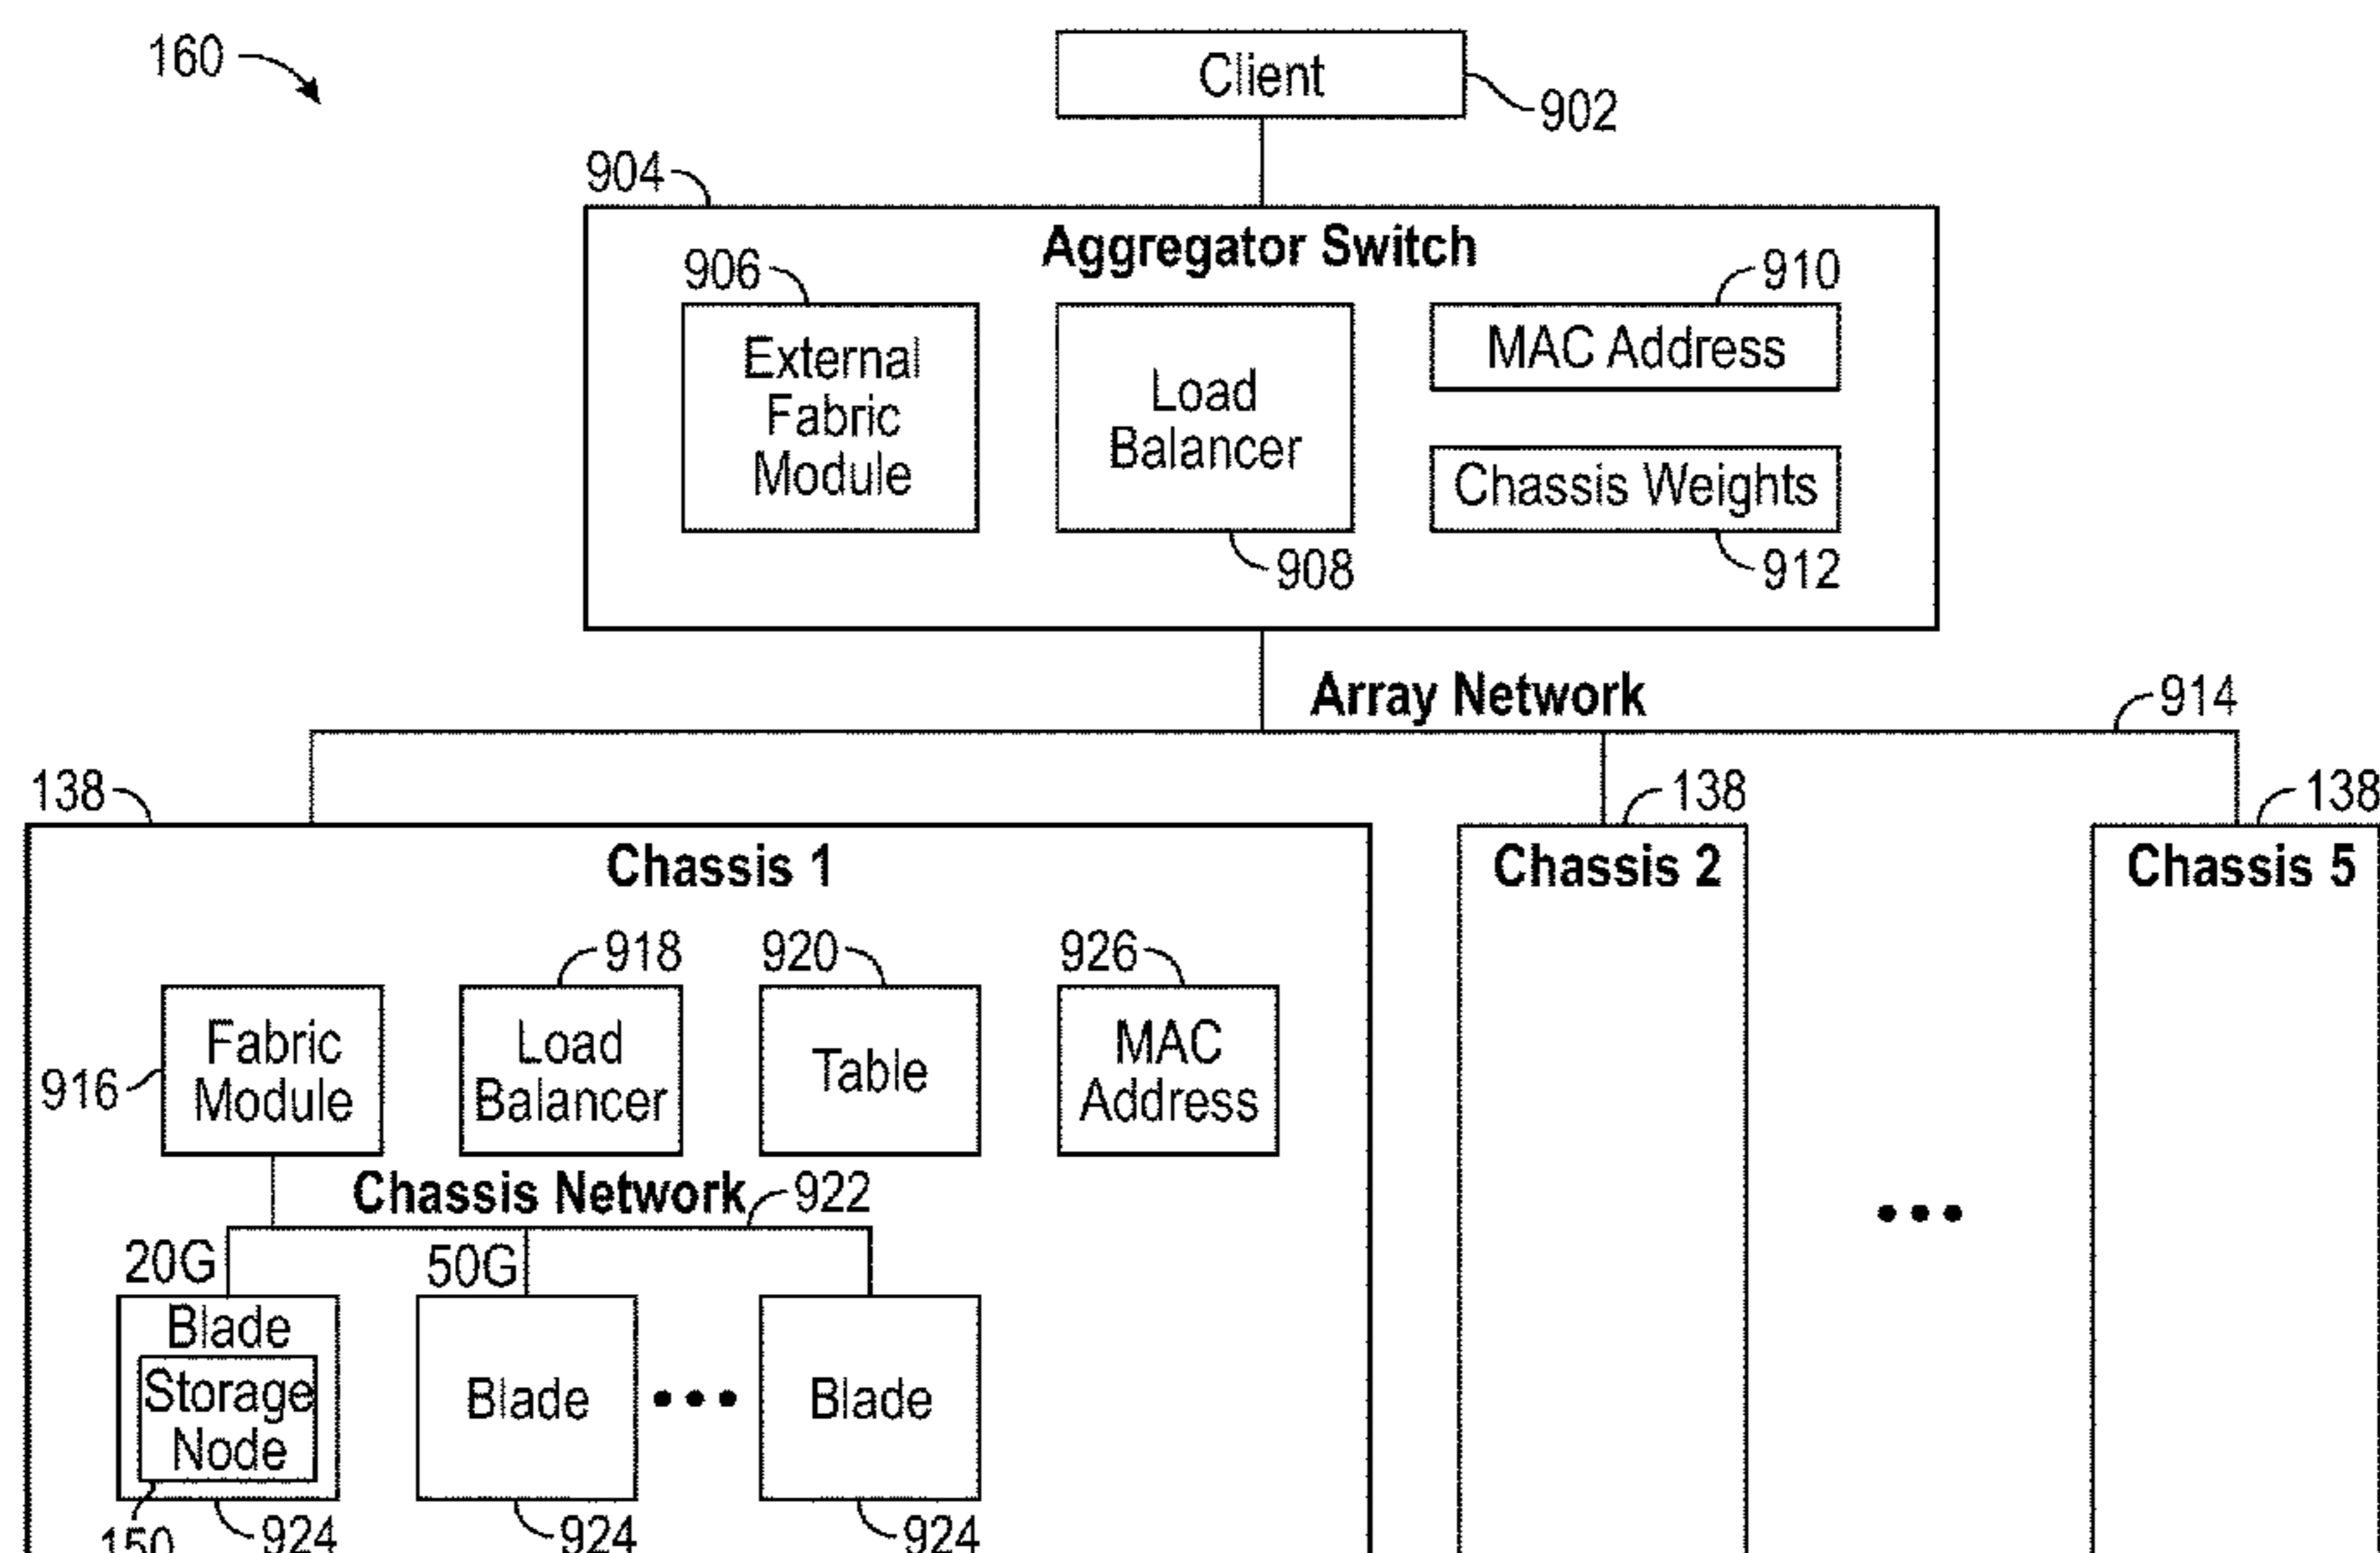 160
Client
902
904
Aggregator Switch
906
910
External
Fabric
Module
Load
Balancer
MAC Address
Chassis Weights
908
912
Array Network
914
138
138
138
Chassis 1
Chassis 2
Chassis 5
918
920
926
916
Fabric
Module
Load
Balancer
Table
MAC
Address
Chassis Network
922
20G
50G
Blade
Storage
Node
Blade
Blade
150
924
924
924